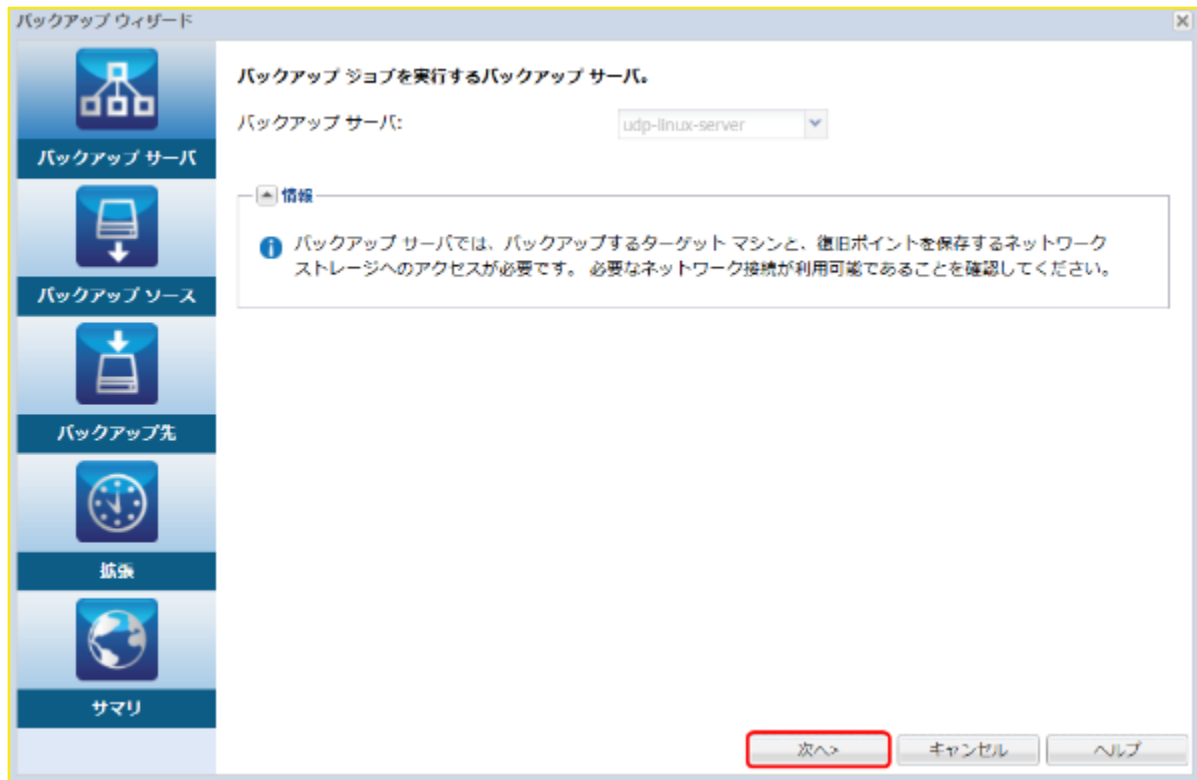 バックアップ ウィザード
バックアップ サーバ
バックアップ ソース
バックアップ先
拡張
サマリ
バックアップ ジョブを実行するバックアップ サーバ。
バックアップ サーバ:
udp-linux-server
情報
バックアップ サーバでは、バックアップするターゲット マシンと、復旧ポイントを保存するネットワーク
ストレージへのアクセスが必要です。 必要なネットワーク接続が利用可能であることを確認してください。
次へ>
キャンセル
ヘルプ